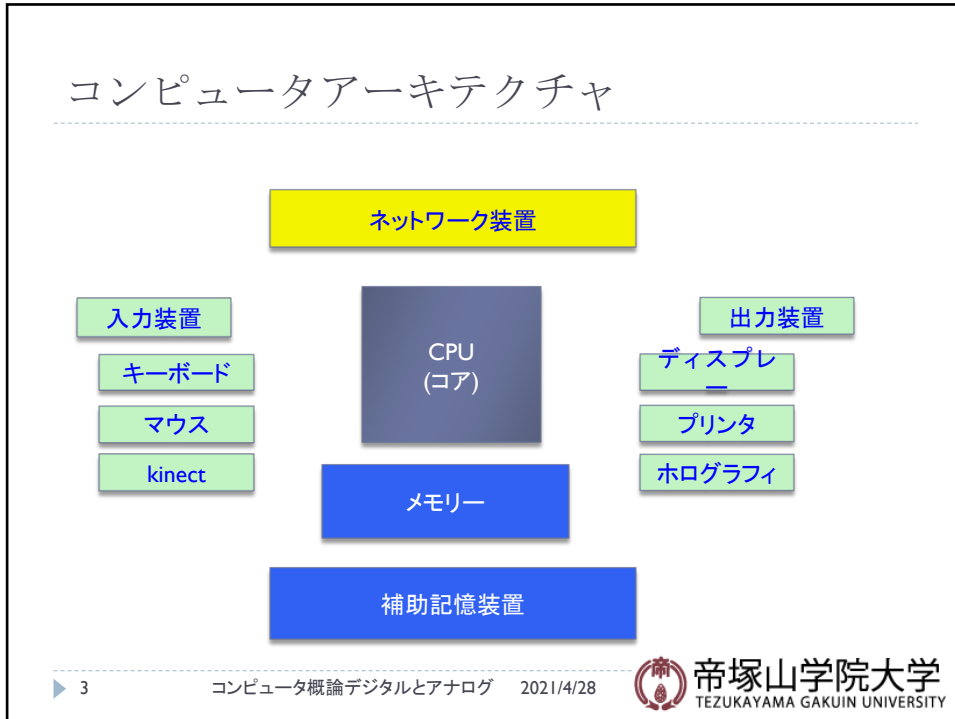 コンピュータアーキテクチャ
ネットワーク装置
入力装置
キーボード
マウス
kinect
CPU
(コア)
メモリー
補助記憶装置
出力装置
ディスプレ
ー
プリンタ
ホログラフィ
3 コンピュータ概論デジタルとアナログ 2021/4/28
帝
帝塚山学院大学
TEZUKAYAMA GAKUIN UNIVERSITY